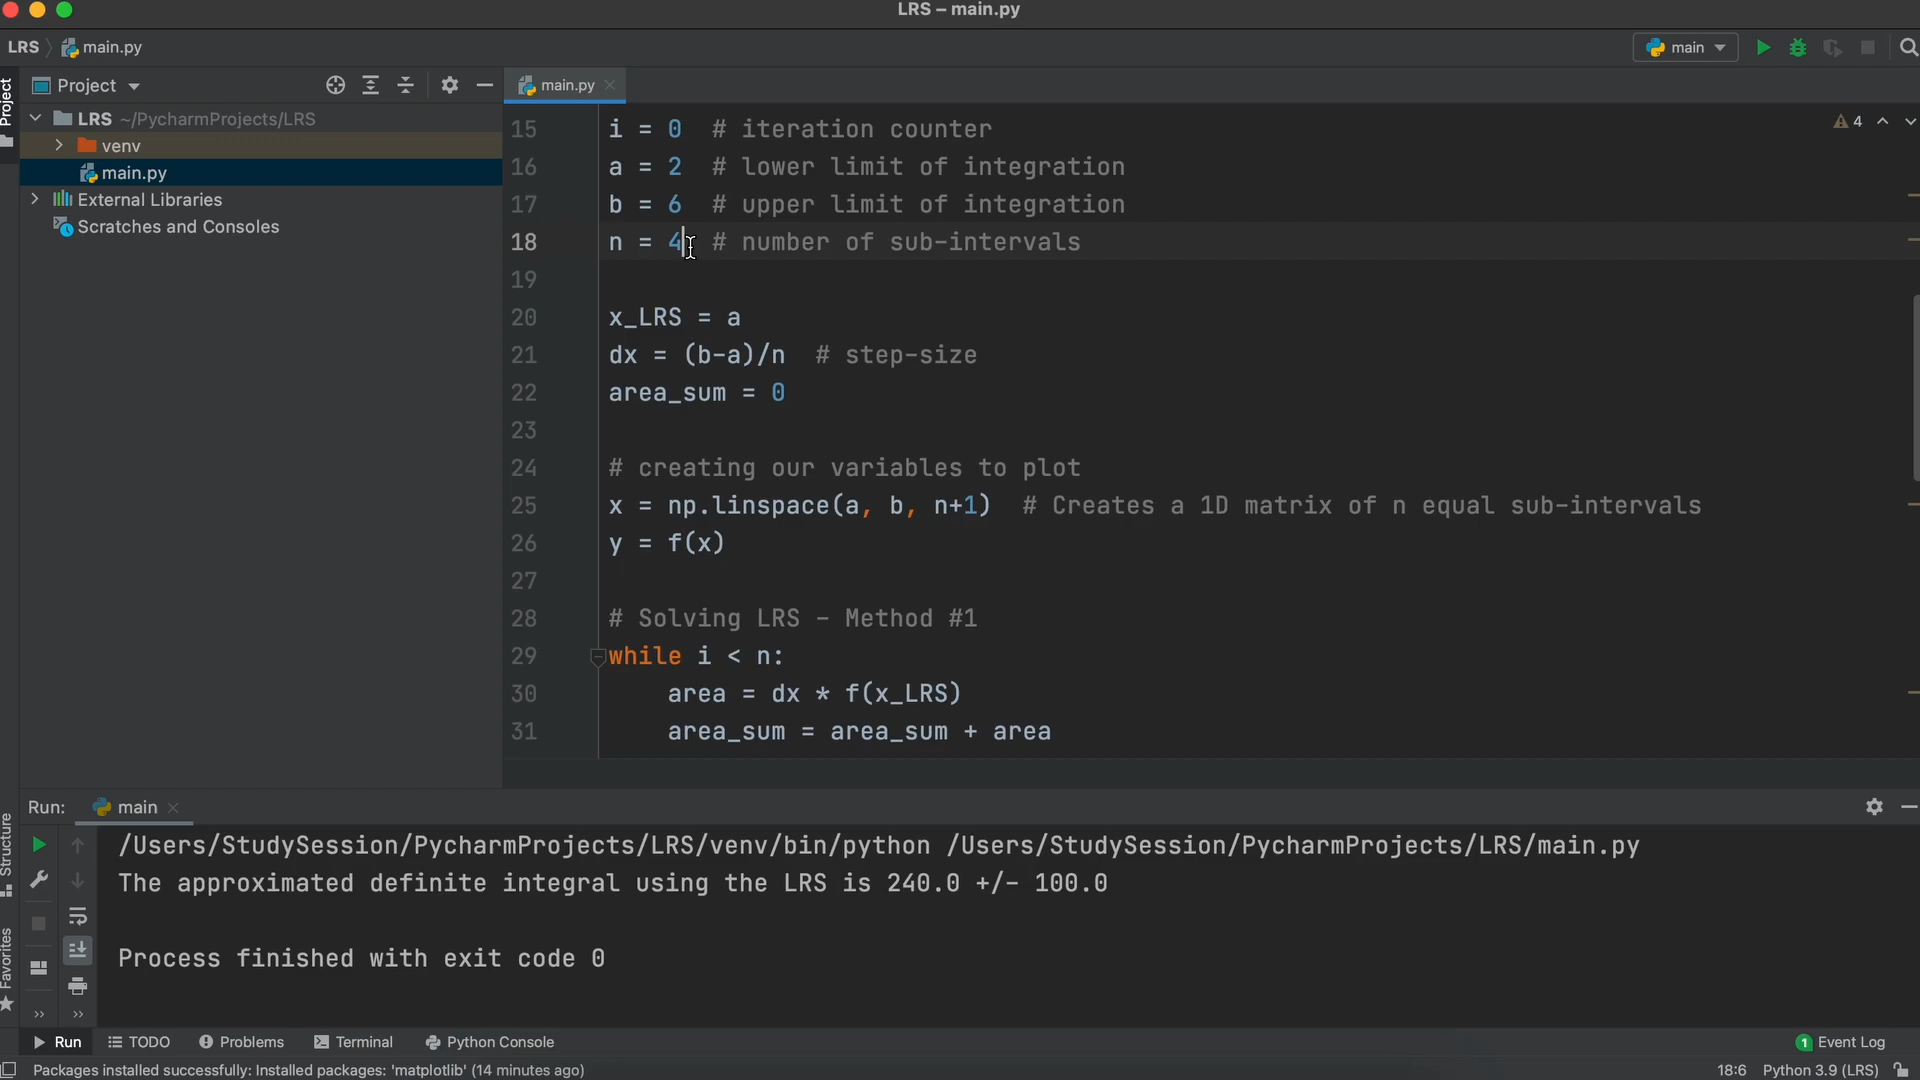 LRS – main.py
LRS
main.py
main
Project
Project
main.py
LRS ~/PycharmProjects/LRS
venv
main.py
External Libraries
Scratches and Consoles
4
15 i = 0 # iteration counter
16 a = 2 # lower limit of integration
17 b = 6 # upper limit of integration
18 n = 4 # number of sub-intervals
19
20 x_LRS = a
21 dx = (b-a)/n # step-size
22 area_sum = 0
23
24 # creating our variables to plot
25 x = np.linspace(a, b, n+1) # Creates a 1D matrix of n equal sub-intervals
26 y = f(x)
27
28 # Solving LRS - Method #1
29 while i < n:
30 area = dx * f(x_LRS)
31 area_sum = area_sum + area
Run:
main
Structure
Favorites
/Users/StudySession/PycharmProjects/LRS/venv/bin/python /Users/StudySession/PycharmProjects/LRS/main.py
The approximated definite integral using the LRS is 240.0 +/- 100.0
Process finished with exit code 0
Run
TODO
Problems
Terminal
Python Console
1 Event Log
Packages installed successfully: Installed packages: 'matplotlib' (14 minutes ago)
18:6
Python 3.9 (LRS)